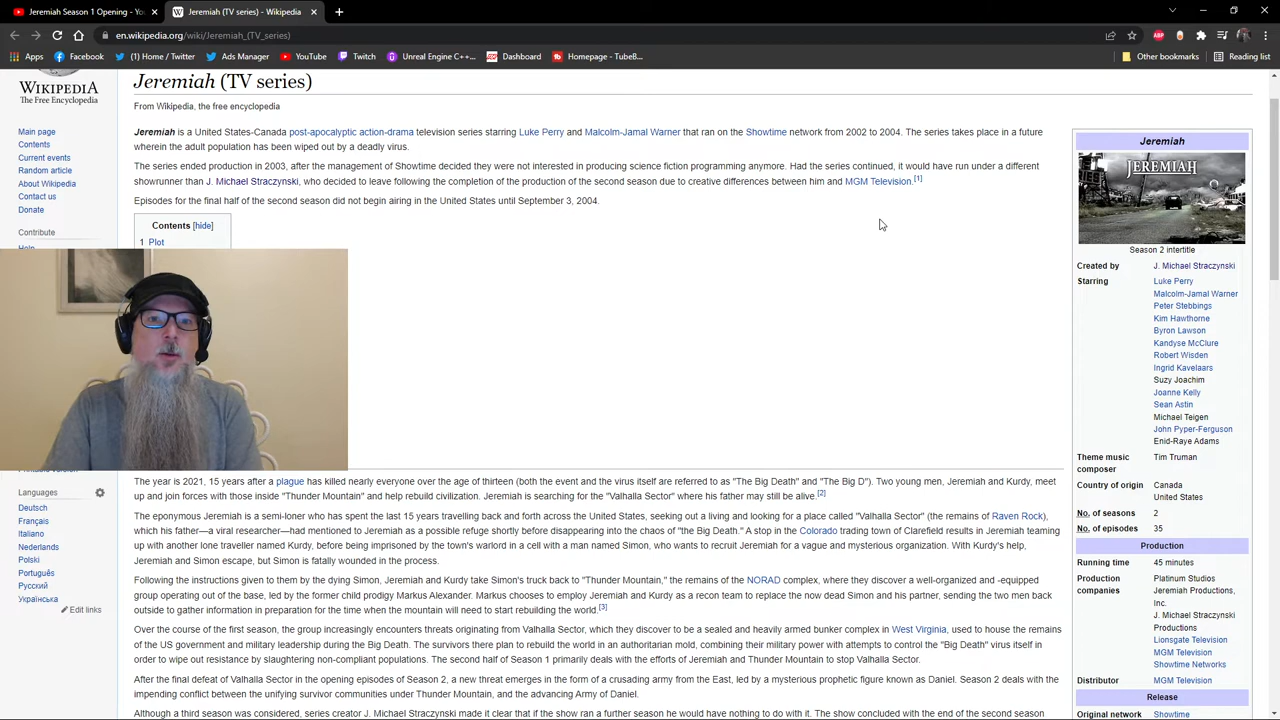 Jeremiah Season 1 Opening - You
Jeremiah (TV series) - Wikipedia
en.wikipedia.org/wiki/Jeremiah_(TV_series)
Apps
Facebook
(1) Home / Twitter
Ad Manager
YouTube
Twitch
Unreal Engine C++...
Dashboard
Homepage - TubeB...
Other bookmarks
Reading list
WIKIPEDIA
The Free Encyclopedia
Main page
Contents
Current events
Random article
About Wikipedia
Contact us
Donate
Contribute
Help
Languages
Deutsch
Français
Italiano
Nederlands
Polski
Português
Русский
Українська
Edit links
Jeremiah (TV series)
From Wikipedia, the free encyclopedia
Jeremiah is a United States-Canada post-apocalyptic action-drama television series starring Luke Perry and Malcolm-Jamal Warner that ran on the Showtime network from 2002 to 2004. The series takes place in a future
wherein the adult population has been wiped out by a deadly virus.
The series ended production in 2003, after the management of Showtime decided they were not interested in producing science fiction programming anymore. Had the series continued, it would have run under a different
showrunner than J. Michael Straczynski, who decided to leave following the completion of the production of the second season due to creative differences between him and MGM Television.[1]
Episodes for the final half of the second season did not begin airing in the United States until September 3, 2004.
Contents [hide]
1 Plot
The year is 2021, 15 years after a plague has killed nearly everyone over the age of thirteen (both the event and the virus itself are referred to as "The Big Death" and "The Big D"). Two young men, Jeremiah and Kurdy, meet
up and join forces with those inside "Thunder Mountain" and help rebuild civilization. Jeremiah is searching for the "Valhalla Sector" where his father may still be alive.[2]
The eponymous Jeremiah is a semi-loner who has spent the last 15 years travelling back and forth across the United States, seeking out a living and looking for a place called "Valhalla Sector" (the remains of Raven Rock),
which his father—a viral researcher—had mentioned to Jeremiah as a possible refuge shortly before disappearing into the chaos of "the Big Death." A stop in the Colorado trading town of Clarefield results in Jeremiah teaming
up with another lone traveller named Kurdy, before being imprisoned by the town's warlord in a cell with a man named Simon, who wants to recruit Jeremiah for a vague and mysterious organization. With Kurdy's help,
Jeremiah and Simon escape, but Simon is fatally wounded in the process.
Following the instructions given to them by the dying Simon, Jeremiah and Kurdy take Simon's truck back to "Thunder Mountain," the remains of the NORAD complex, where they discover a well-organized and -equipped
group operating out of the base, led by the former child prodigy Markus Alexander. Markus chooses to employ Jeremiah and Kurdy as a recon team to replace the now dead Simon and his partner, sending the two men back
outside to gather information in preparation for the time when the mountain will need to start rebuilding the world.[3]
Over the course of the first season, the group increasingly encounters threats originating from Valhalla Sector, which they discover to be a sealed and heavily armed bunker complex in West Virginia, used to house the remains
of the US government and military leadership during the Big Death. The survivors there plan to rebuild the world in an authoritarian mold, combining their military power with attempts to control the "Big Death" virus itself in
order to wipe out resistance by slaughtering non-compliant populations. The second half of Season 1 primarily deals with the efforts of Jeremiah and Thunder Mountain to stop Valhalla Sector.
After the final defeat of Valhalla Sector in the opening episodes of Season 2, a new threat emerges in the form of a crusading army from the East, led by a mysterious prophetic figure known as Daniel. Season 2 deals with the
impending conflict between the unifying survivor communities under Thunder Mountain, and the advancing Army of Daniel.
Although a third season was considered, series creator J. Michael Straczynski made it clear that if the show ran a further season he would have nothing to do with it. The show concluded with the end of the second season
Jeremiah
JEREMIAH
Season 2 intertitle
Created by J. Michael Straczynski
Starring Luke Perry
Malcolm-Jamal Warner
Peter Stebbings
Kim Hawthorne
Byron Lawson
Kandyse McClure
Robert Wisden
Ingrid Kavelaars
Suzy Joachim
Joanne Kelly
Sean Astin
Michael Teigen
John Pyper-Ferguson
Enid-Raye Adams
Theme music Tim Truman
composer
Country of origin Canada
United States
No. of seasons 2
No. of episodes 35
Production
Running time 45 minutes
Production Platinum Studios
companies Jeremiah Productions,
Inc.
J. Michael Straczynski
Productions
Lionsgate Television
MGM Television
Showtime Networks
Distributor MGM Television
Release
Original network Showtime